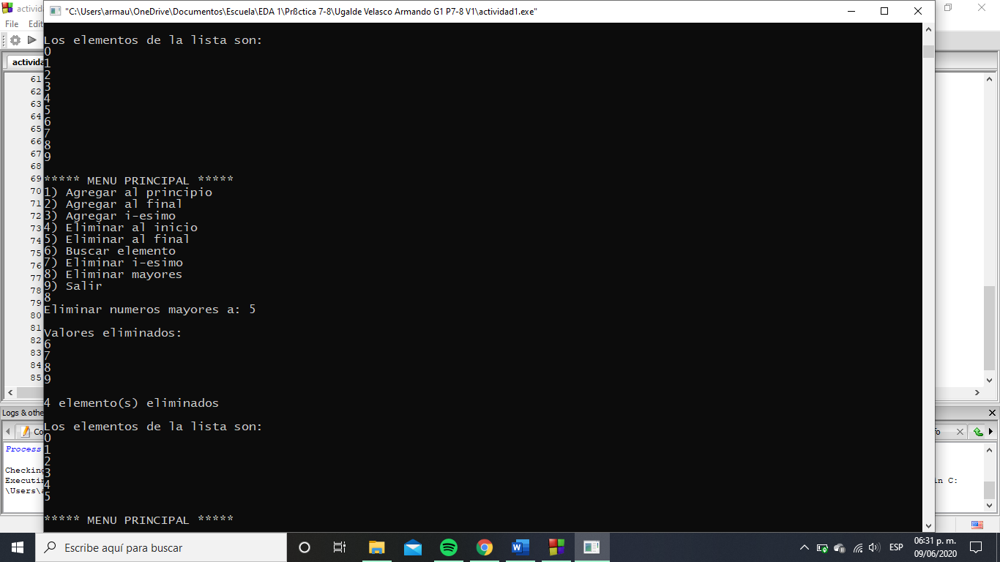 "C:\Users\armau\OneDrive\Documentos\Escuela\EDA 1\Prßctica 7-8\Ugalde Velasco Armando G1 P7-8 V1\actividad1.exe"
File Edit
Los elementos de la lista son:
0
1
2
3
4
5
6
7
8
9
***** MENU PRINCIPAL *****
1) Agregar al principio
2) Agregar al final
3) Agregar i-esimo
4) Eliminar al inicio
5) Eliminar al final
6) Buscar elemento
7) Eliminar i-esimo
8) Eliminar mayores
9) Salir
8
Eliminar numeros mayores a: 5
Valores eliminados:
6
7
8
9
4 elemento(s) eliminados
Los elementos de la lista son:
0
1
2
3
4
5
***** MENU PRINCIPAL *****
61
62
63
64
65
66
67
68
69
70
71
72
73
74
75
76
77
78
79
80
81
82
83
84
85
Logs & othe
Process
Checking
in C:
\Users\
Escribe aquí para buscar
ESP
06:31 p. m.
09/06/2020